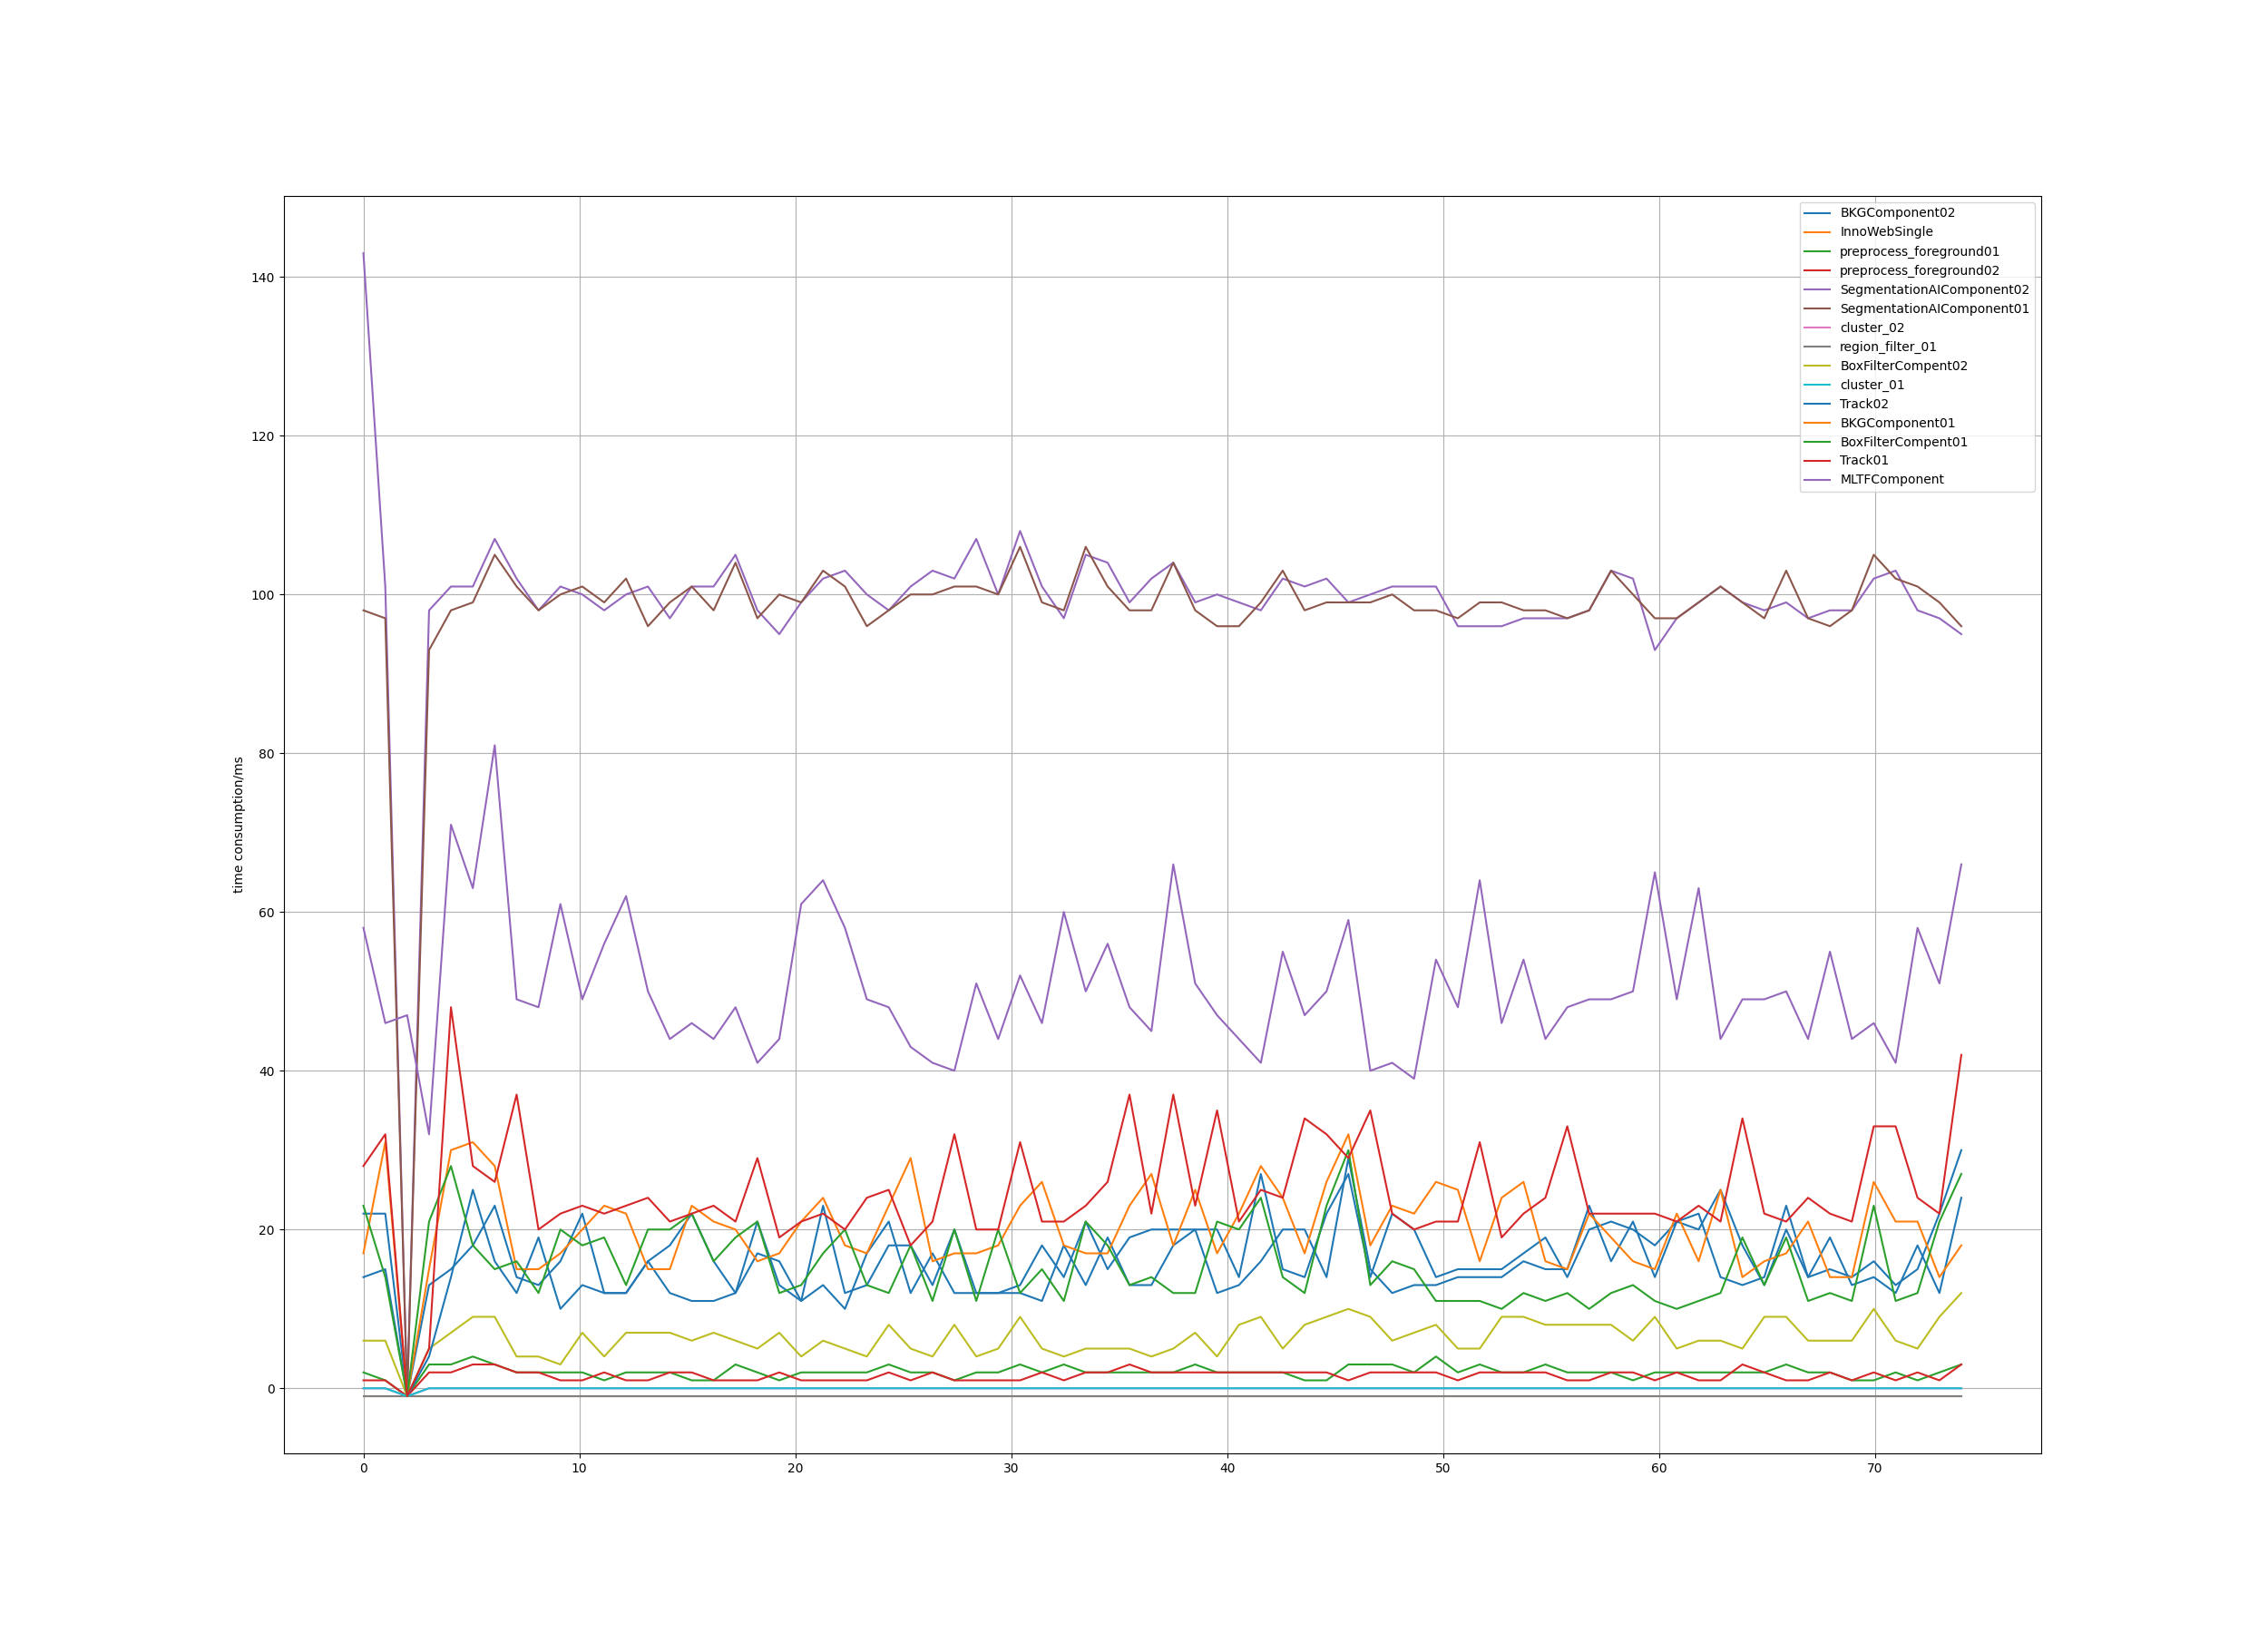 BKGComponent02
InnoWebSingle
preprocess_foreground01
preprocess_foreground02
SegmentationAIComponent02
SegmentationAIComponent01
cluster_02
region_filter_01
BoxFilterCompent02
cluster_01
Track02
BKGComponent01
BoxFilterCompent01
Track01
MLTFComponent
time consumption/ms
140
120
100
80
60
40
20
0
0 10 20 30 40 50 60 70